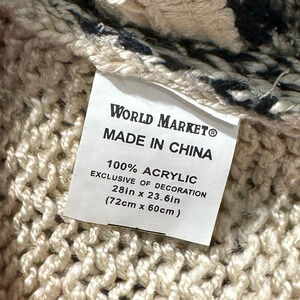 WORLD MARKET®
MADE IN CHINA
100% ACRYLIC
EXCLUSIVE OF DECORATION
28in x 23.6in
(72cm x 60cm)